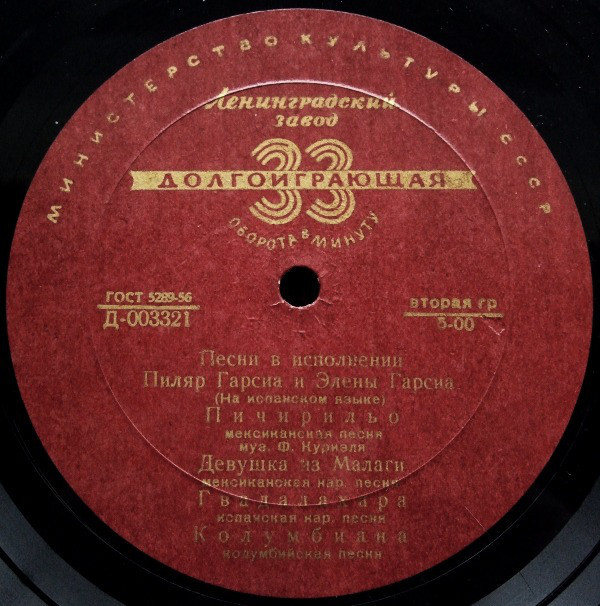 МИНИСТЕРСТВО КУЛЬТУРЫ СССР
Ленинградский
завод
33
ДОЛГОИГРАЮЩАЯ
ОБОРОТА В МИНУТУ
ГОСТ 5289-56
Д-003321
вторая гр
5-00
Песни в исполнении
Пиляр Гарсиа и Элены Гарсиа
(На испанском языке)
Пичирильо
мексиканская песня
муз. Ф. Куриэля
Девушка из Малаги
мексиканская нар. песня
Гвадалахара
испанская нар. песня
Колумбиана
колумбийская песня